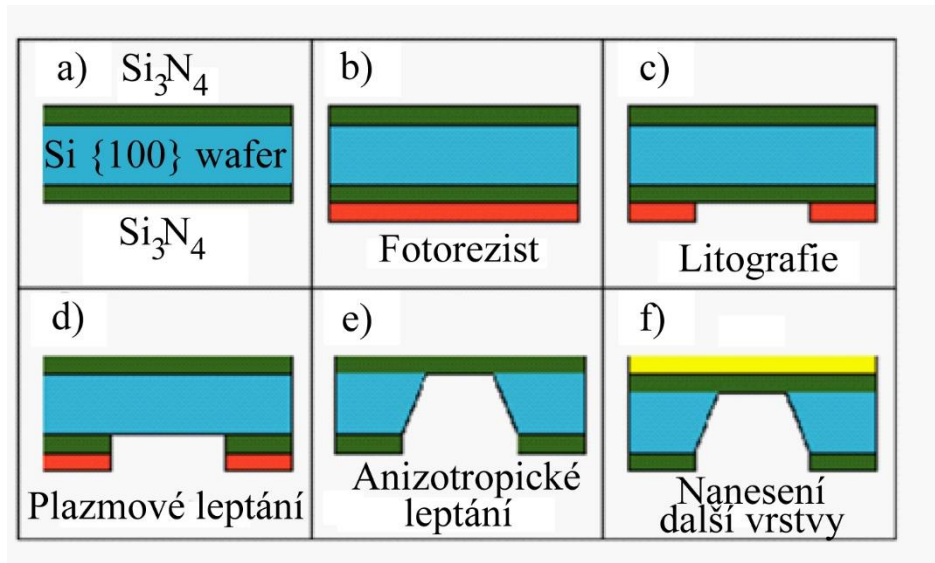 a) Si₃N₄
Si {100} wafer
Si₃N₄
b)
Fotorezist
c)
Litografie
d)
Plazmové leptání
e)
Anizotropické
leptání
f)
Nanesení
další vrstvy